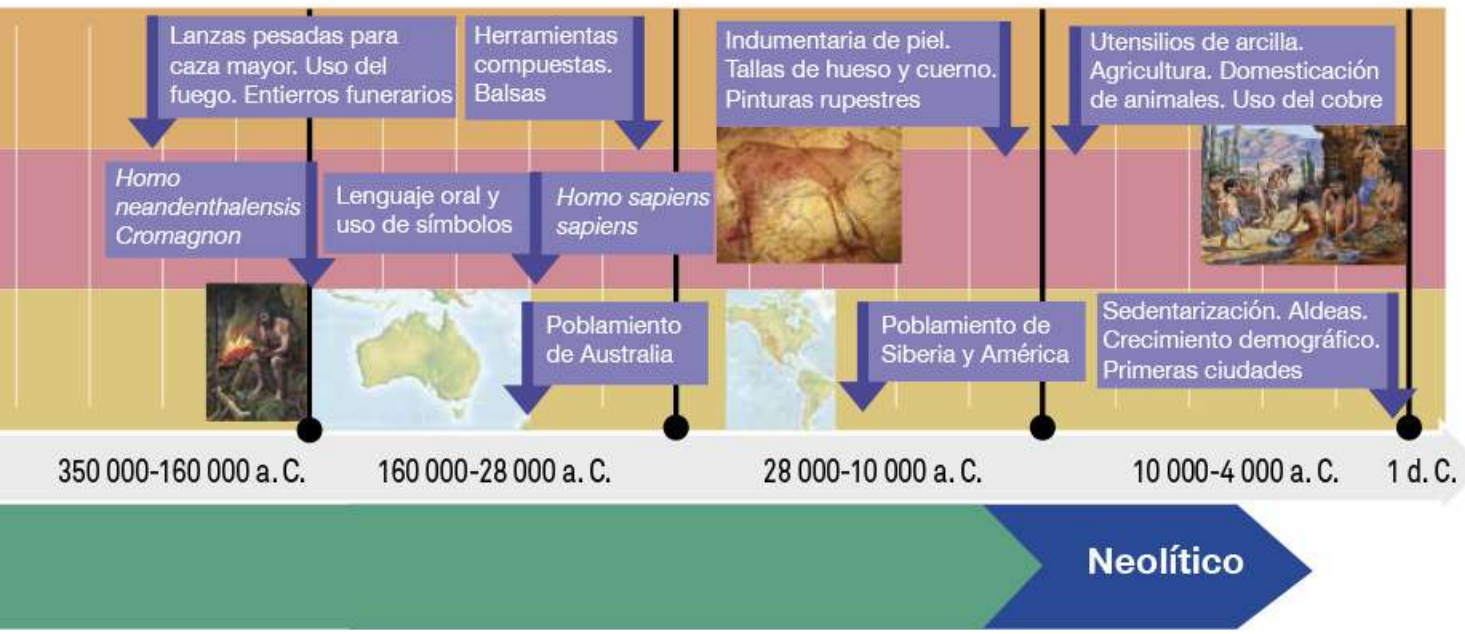 Lanzas pesadas para
caza mayor. Uso del
fuego. Entierros funerarios
Herramientas
compuestas.
Balsas
Indumentaria de piel.
Tallas de hueso y cuerno.
Pinturas rupestres
Utensilios de arcilla.
Agricultura. Domesticación
de animales. Uso del cobre
Homo
neandenthalensis
Cromagnon
Lenguaje oral y
uso de símbolos
Homo sapiens
sapiens
Poblamiento
de Australia
Poblamiento de
Siberia y América
Sedentarización. Aldeas.
Crecimiento demográfico.
Primeras ciudades
350 000-160 000 a. C.
160 000-28 000 a. C.
28 000-10 000 a. C.
10 000-4 000 a. C.
1 d. C.
Neolítico